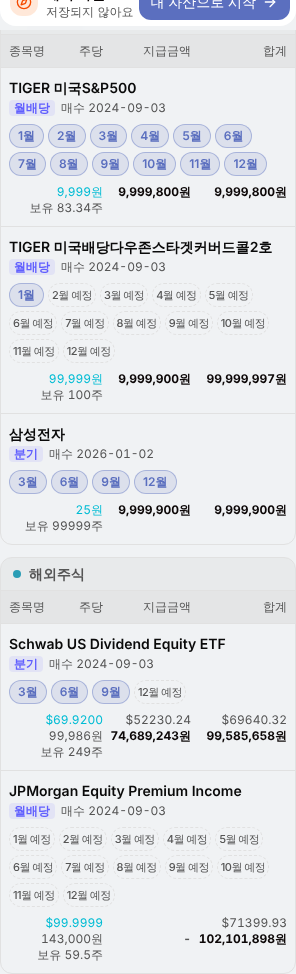 저장되지 않아요
내 자산으로 시작 →
종목명 주당 지급금액 합계
TIGER 미국S&P500
월배당 매수 2024-09-03
1월 2월 3월 4월 5월 6월
7월 8월 9월 10월 11월 12월
9,999원 9,999,800원 9,999,800원
보유 83.34주
TIGER 미국배당다우존스타겟커버드콜2호
월배당 매수 2024-09-03
1월 2월 예정 3월 예정 4월 예정 5월 예정
6월 예정 7월 예정 8월 예정 9월 예정 10월 예정
11월 예정 12월 예정
99,999원 9,999,900원 99,999,997원
보유 100주
삼성전자
분기 매수 2026-01-02
3월 6월 9월 12월
25원 9,999,900원 9,999,900원
보유 99999주
해외주식
종목명 주당 지급금액 합계
Schwab US Dividend Equity ETF
분기 매수 2024-09-03
3월 6월 9월 12월 예정
$69.9200 $52230.24 $69640.32
99,986원 74,689,243원 99,585,658원
보유 249주
JPMorgan Equity Premium Income
월배당 매수 2024-09-03
1월 예정 2월 예정 3월 예정 4월 예정 5월 예정
6월 예정 7월 예정 8월 예정 9월 예정 10월 예정
11월 예정 12월 예정
$99.9999 $71399.93
143,000원 - 102,101,898원
보유 59.5주